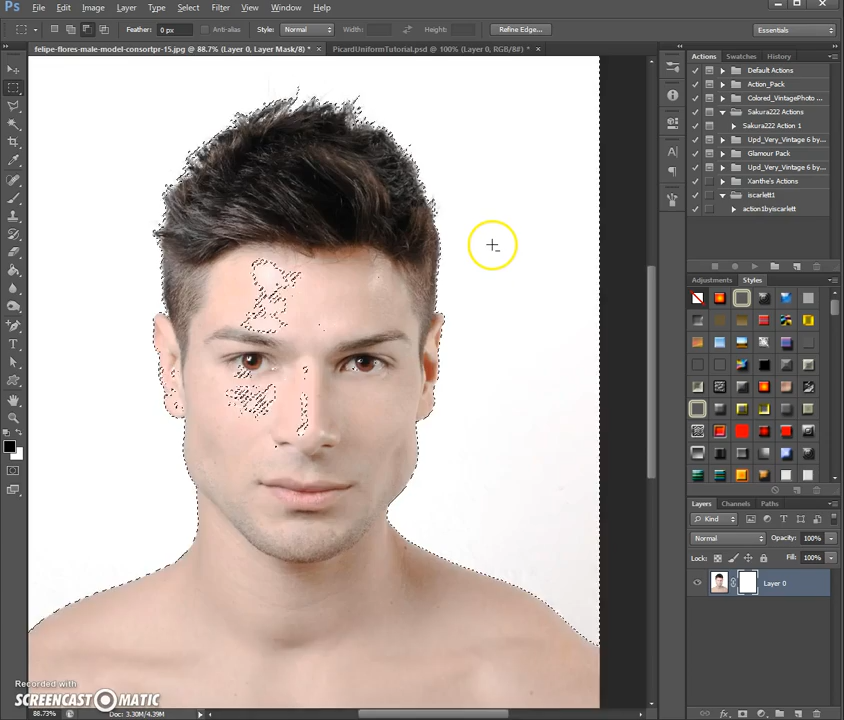 Ps File Edit Image Layer Type Select Filter View Window Help
Feather: 0 px Anti-alias Style: Normal Width: Height: Refine Edge... Essentials
felipe-flores-male-model-consortpr-15.jpg @ 88.7% (Layer 0, Layer Mask/8) * × PicardUniformTutorial.psd @ 100% (Layer 0, RGB/8#) * ×
Actions Swatches History
Default Actions
Action_Pack
Colored_VintagePhoto ...
Sakura222 Actions
Sakura222 Action 1
Upd_Very_Vintage 6 by...
Glamour Pack
Upd_Very_Vintage 6 by...
Xanthe's Actions
iscarlett1
action1byiscarlett
Adjustments Styles
Layers Channels Paths
Kind
Normal Opacity: 100%
Lock: Fill: 100%
Layer 0
Recorded with
SCREENCAST MATIC
88.73% Doc: 3.30M/4.39M
fx